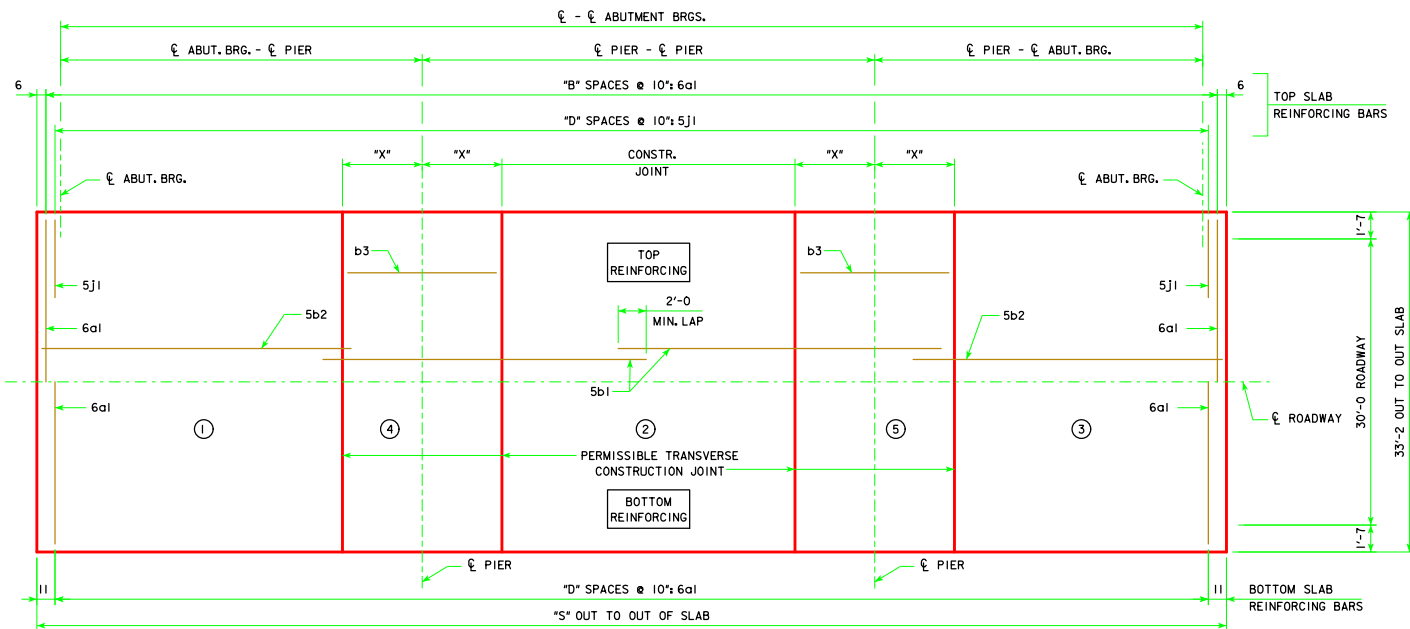 ℄ - ℄ ABUTMENT BRGS.
℄ ABUT. BRG. - ℄ PIER
℄ PIER - ℄ PIER
℄ PIER - ℄ ABUT. BRG.
6
"B" SPACES @ 10": 6a1
6
TOP SLAB
REINFORCING BARS
"D" SPACES @ 10": 5j1
"X"
"X"
CONSTR.
JOINT
"X"
"X"
℄ ABUT. BRG.
℄ ABUT. BRG.
1'-7
b3
TOP
REINFORCING
b3
5j1
5j1
2'-0
MIN. LAP
5b2
5b2
6a1
6a1
5b1
6a1
6a1
℄ ROADWAY
30'-0 ROADWAY
33'-2 OUT TO OUT SLAB
1
4
2
5
3
PERMISSIBLE TRANSVERSE
CONSTRUCTION JOINT
BOTTOM
REINFORCING
1'-7
℄ PIER
℄ PIER
11
"D" SPACES @ 10": 6a1
11
BOTTOM SLAB
REINFORCING BARS
"S" OUT TO OUT OF SLAB